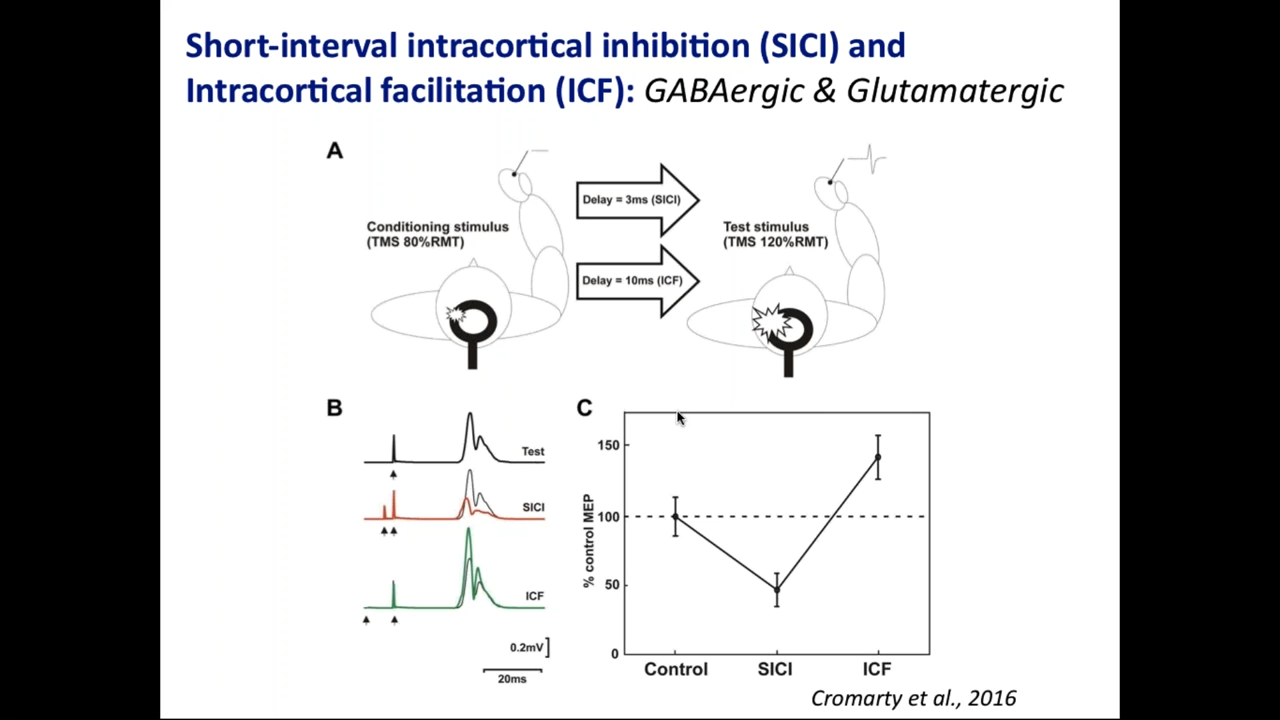 Short-interval intracortical inhibition (SICI) and
Intracortical facilitation (ICF): GABAergic & Glutamatergic
A
Delay = 3ms (SICI)
Conditioning stimulus
(TMS 80%RMT)
Test stimulus
(TMS 120%RMT)
Delay = 10ms (ICF)
B
Test
SICI
ICF
0.2mV
20ms
C
% control MEP
150
100
50
0
Control
SICI
ICF
Cromarty et al., 2016